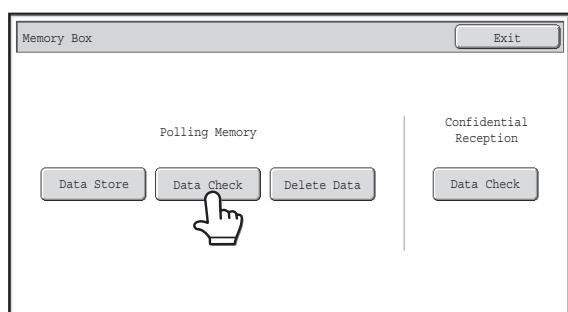 Memory Box
Exit
Polling Memory
Confidential
Reception
Data Store
Data Check
Delete Data
Data Check